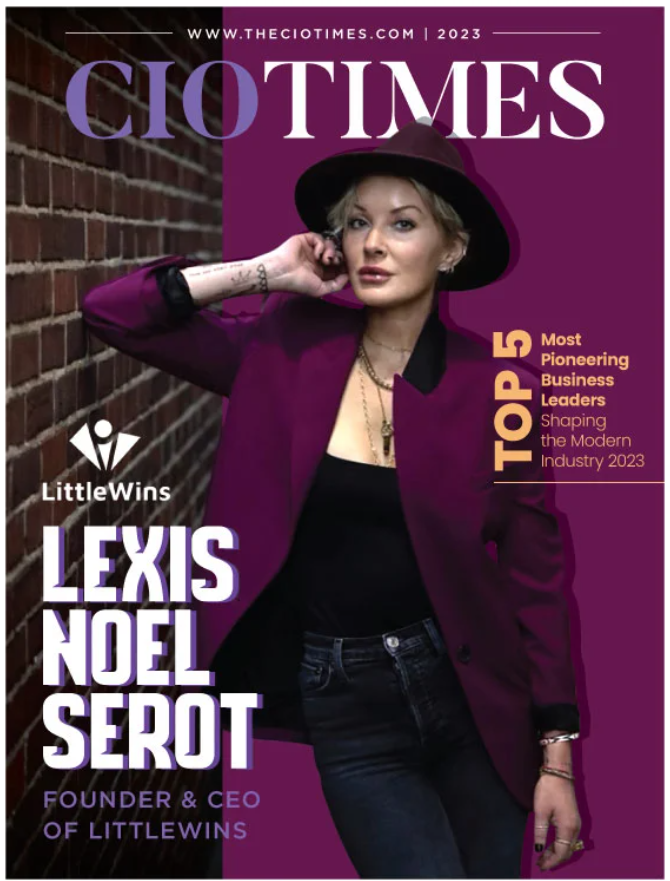 WWW.THECIOTIMES.COM | 2023
CIOTIMES
TOP 5
Most
Pioneering
Business
Leaders
Shaping
the Modern
Industry 2023
LittleWins
LEXIS
NOEL
SEROT
FOUNDER & CEO
OF LITTLEWINS